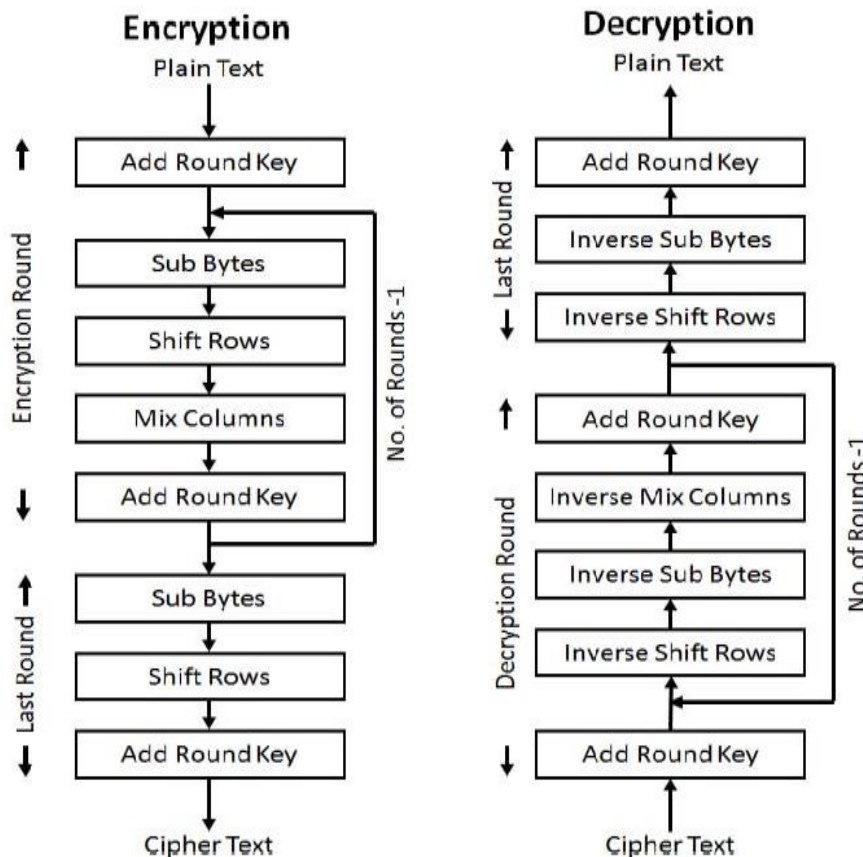 Encryption
Plain Text
Add Round Key
Sub Bytes
Shift Rows
Mix Columns
Add Round Key
Sub Bytes
Shift Rows
Add Round Key
Cipher Text
Encryption Round
Last Round
No. of Rounds -1
Decryption
Plain Text
Add Round Key
Inverse Sub Bytes
Inverse Shift Rows
Add Round Key
Inverse Mix Columns
Inverse Sub Bytes
Inverse Shift Rows
Add Round Key
Cipher Text
Last Round
Decryption Round
No. of Rounds -1